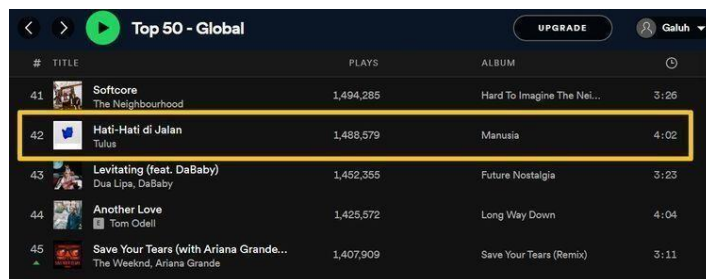 Top 50 - Global UPGRADE Galuh
# TITLE PLAYS ALBUM
41 Softcore 1,494,285 Hard To Imagine The Nei... 3:26
The Neighbourhood
42 Hati-Hati di Jalan 1,488,579 Manusia 4:02
Tulus
43 Levitating (feat. DaBaby) 1,452,355 Future Nostalgia 3:23
Dua Lipa, DaBaby
44 Another Love 1,425,572 Long Way Down 4:04
E Tom Odell
45 Save Your Tears (with Ariana Grande... 1,407,909 Save Your Tears (Remix) 3:11
The Weeknd, Ariana Grande